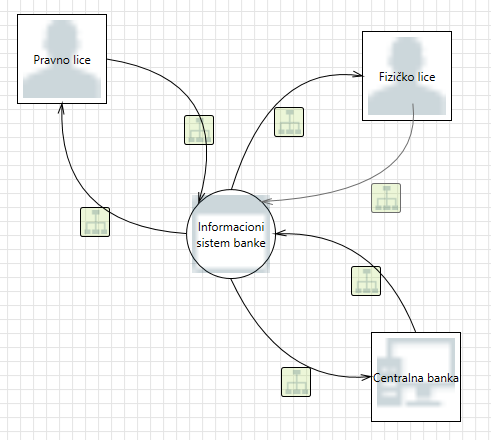 Pravno lice
Fizičko lice
Informacioni
sistem banke
Centralna banka